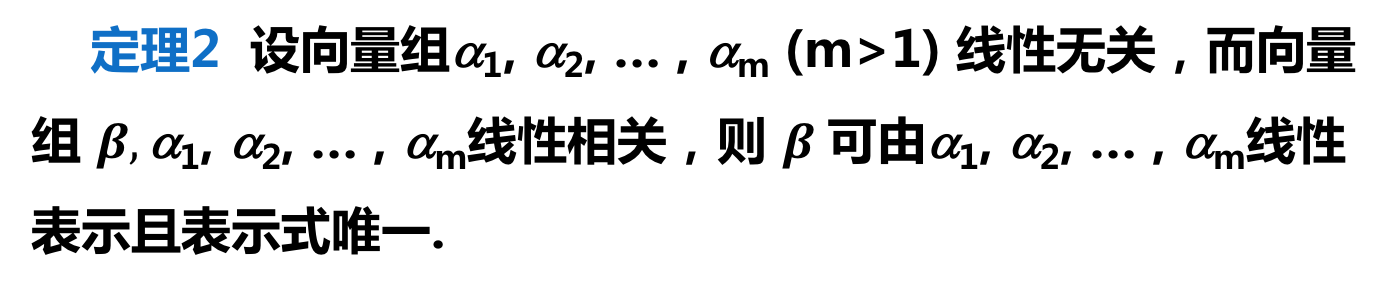 定理2 设向量组α₁, α₂, … , αₘ (m>1) 线性无关，而向量
组 β, α₁, α₂, … , αₘ线性相关，则 β 可由α₁, α₂, … , αₘ线性
表示且表示式唯一.